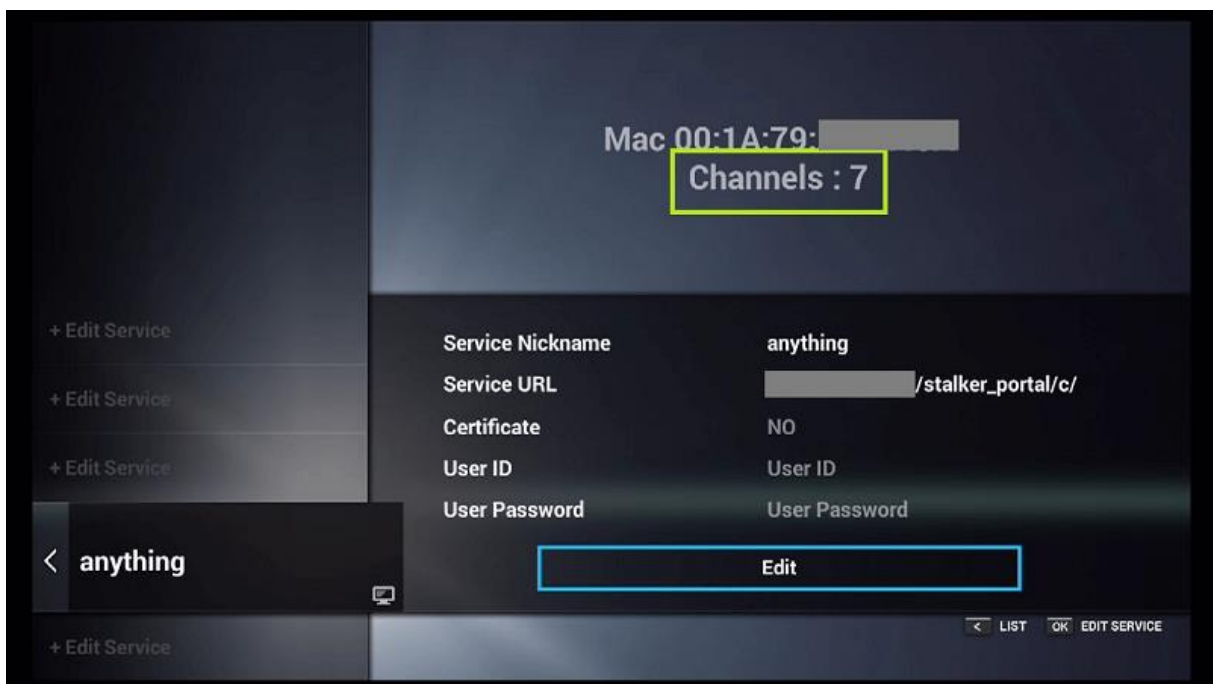 Mac 00:1A:79:
Channels : 7
+ Edit Service
+ Edit Service
+ Edit Service
< anything
+ Edit Service
Service Nickname anything
Service URL /stalker_portal/c/
Certificate NO
User ID User ID
User Password User Password
Edit
< LIST OK EDIT SERVICE